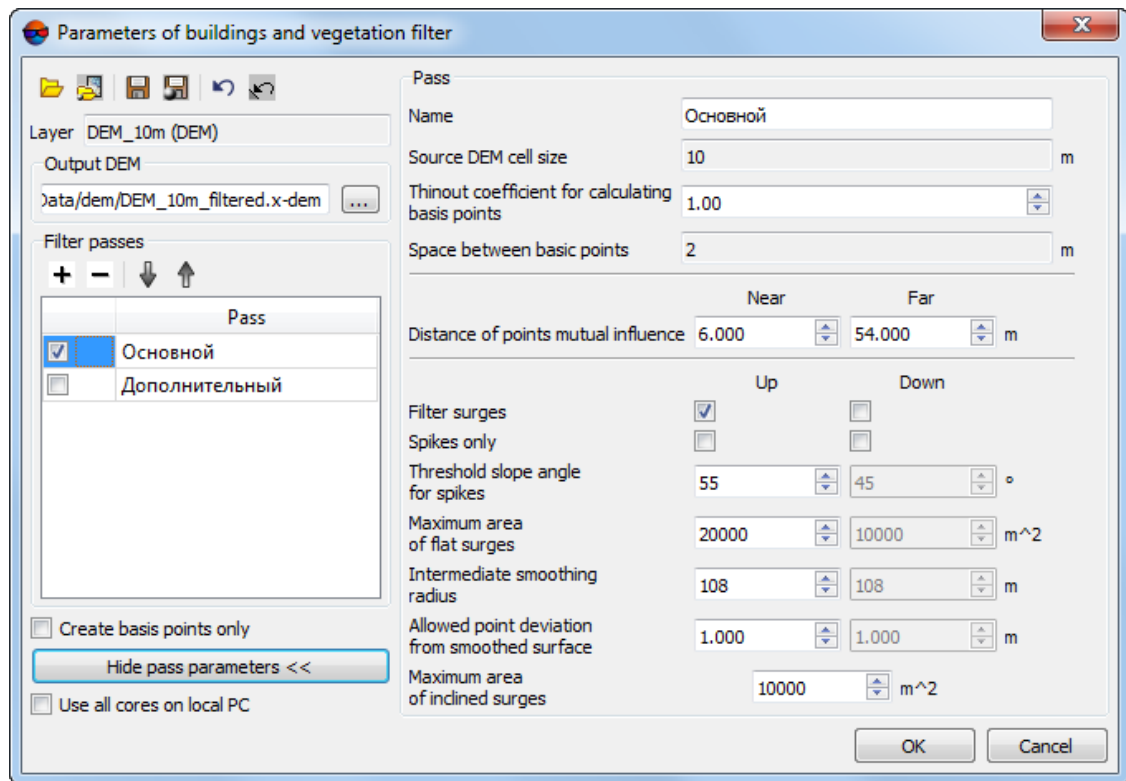 Parameters of buildings and vegetation filter
Layer DEM_10m (DEM)
Output DEM
Data/dem/DEM_10m_filtered.x-dem ...
Filter passes
Pass
Основной
Дополнительный
Create basis points only
Hide pass parameters <<
Use all cores on local PC
Pass
Name Основной
Source DEM cell size 10 m
Thinout coefficient for calculating
basis points 1.00
Space between basic points 2 m
Near Far
Distance of points mutual influence 6.000 54.000 m
Up Down
Filter surges
Spikes only
Threshold slope angle
for spikes 55 45 °
Maximum area
of flat surges 20000 10000 m^2
Intermediate smoothing
radius 108 108 m
Allowed point deviation
from smoothed surface 1.000 1.000 m
Maximum area
of inclined surges 10000 m^2
OK Cancel